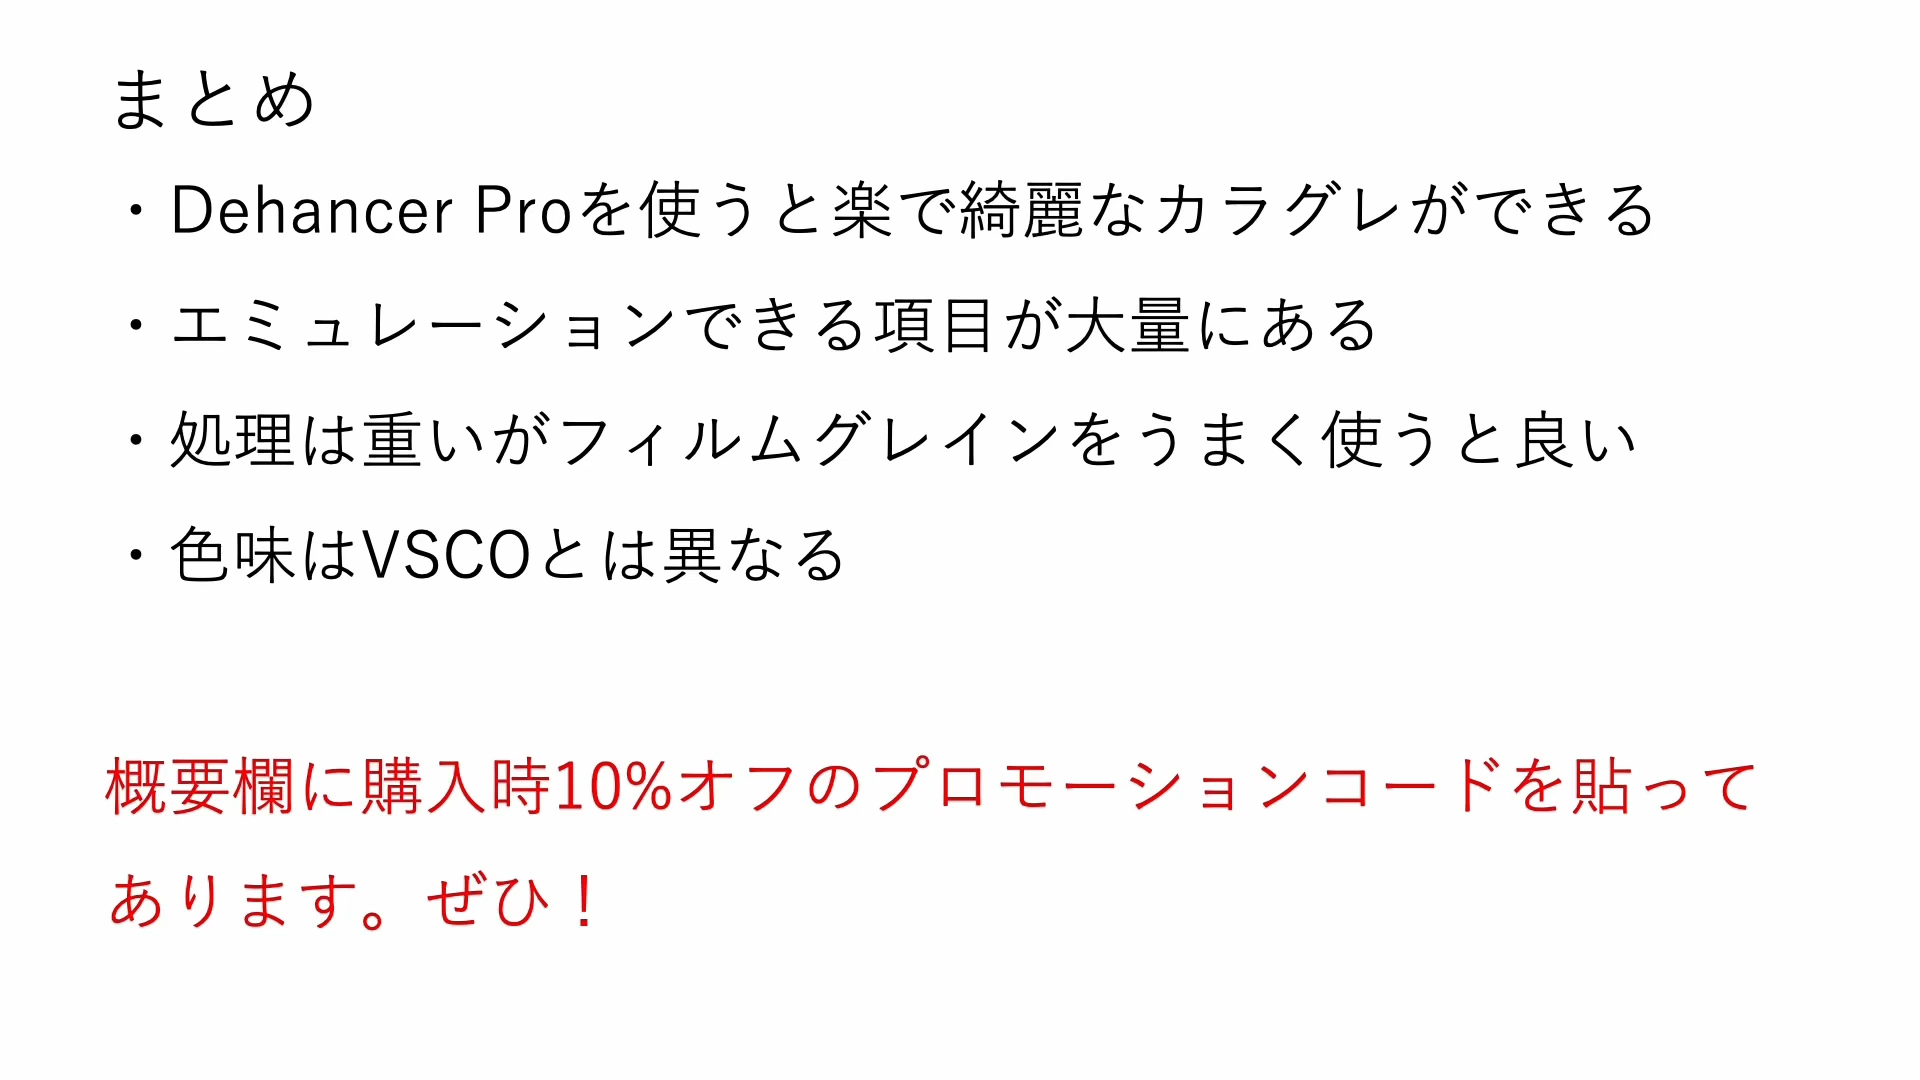 まとめ
・Dehancer Proを使うと楽で綺麗なカラグレができる
・エミュレーションできる項目が大量にある
・処理は重いがフィルムグレインをうまく使うと良い
・色味はVSCOとは異なる
概要欄に購入時10%オフのプロモーションコードを貼って
あります。ぜひ！